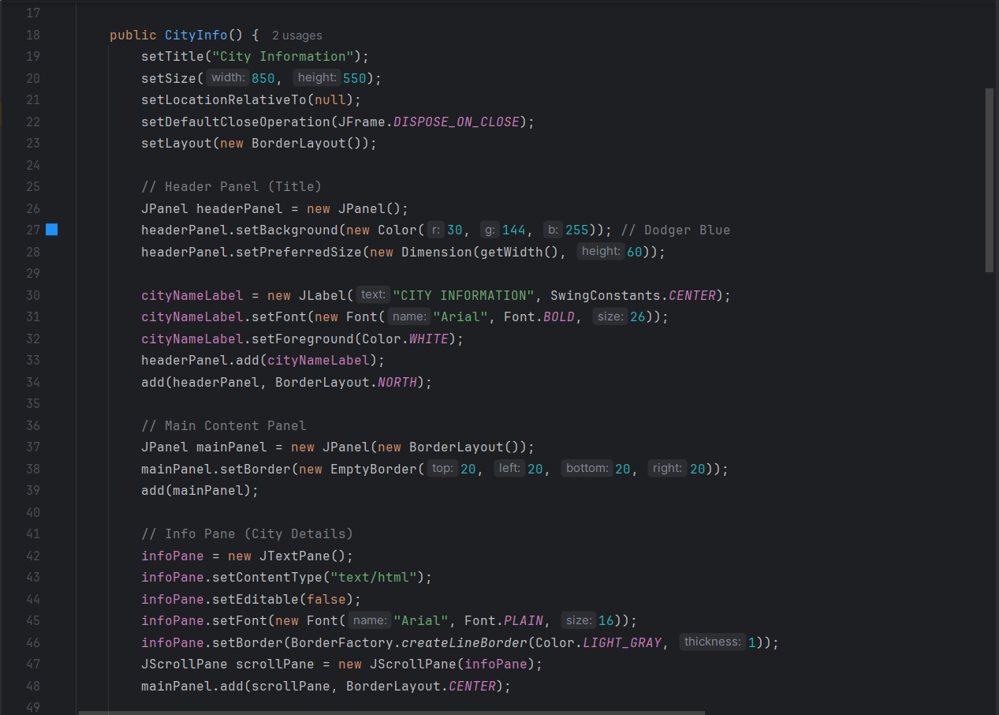 17
18 public CityInfo() { 2 usages
19 setTitle("City Information");
20 setSize( width: 850, height: 550);
21 setLocationRelativeTo(null);
22 setDefaultCloseOperation(JFrame.DISPOSE_ON_CLOSE);
23 setLayout(new BorderLayout());
24
25 // Header Panel (Title)
26 JPanel headerPanel = new JPanel();
27 headerPanel.setBackground(new Color( r: 30, g: 144, b: 255)); // Dodger Blue
28 headerPanel.setPreferredSize(new Dimension(getWidth(), height: 60));
29
30 cityNameLabel = new JLabel( text: "CITY INFORMATION", SwingConstants.CENTER);
31 cityNameLabel.setFont(new Font( name: "Arial", Font.BOLD, size: 26));
32 cityNameLabel.setForeground(Color.WHITE);
33 headerPanel.add(cityNameLabel);
34 add(headerPanel, BorderLayout.NORTH);
35
36 // Main Content Panel
37 JPanel mainPanel = new JPanel(new BorderLayout());
38 mainPanel.setBorder(new EmptyBorder( top: 20, left: 20, bottom: 20, right: 20));
39 add(mainPanel);
40
41 // Info Pane (City Details)
42 infoPane = new JTextPane();
43 infoPane.setContentType("text/html");
44 infoPane.setEditable(false);
45 infoPane.setFont(new Font( name: "Arial", Font.PLAIN, size: 16));
46 infoPane.setBorder(BorderFactory.createLineBorder(Color.LIGHT_GRAY, thickness: 1));
47 JScrollPane scrollPane = new JScrollPane(infoPane);
48 mainPanel.add(scrollPane, BorderLayout.CENTER);
49